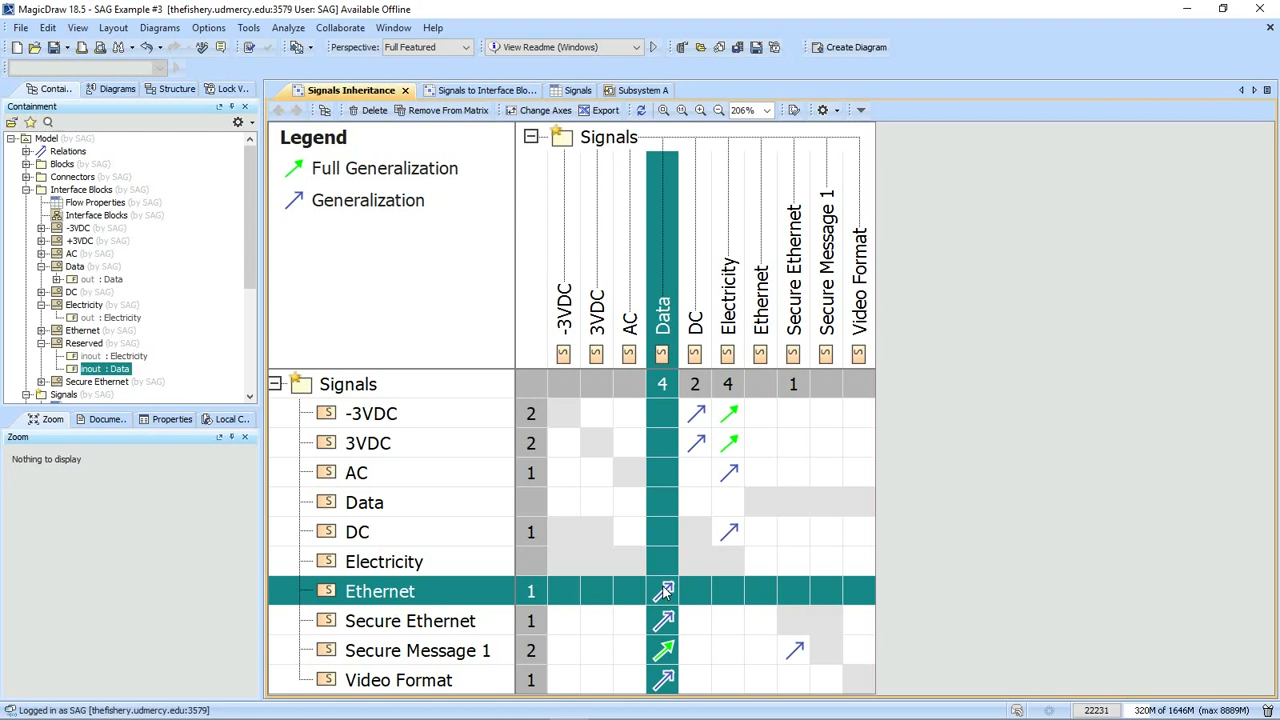 MagicDraw 18.5 - SAG Example #3 [thefishery.udmercy.edu:3579 User: SAG] Available Offline
File Edit View Layout Diagrams Options Tools Analyze Collaborate Window Help
Perspective: Full Featured View Readme (Windows) Create Diagram
Contai.. Diagrams Structure Lock V...
Signals Inheritance Signals to Interface Blo... Signals Subsystem A
Containment
Delete Remove From Matrix Change Axes Export 206%
Model (by SAG)
Relations (by SAG)
Blocks (by SAG)
Connectors (by SAG)
Interface Blocks (by SAG)
Flow Properties (by SAG)
Interface Blocks (by SAG)
-3VDC (by SAG)
+3VDC (by SAG)
AC (by SAG)
Data (by SAG)
out : Data
DC (by SAG)
Electricity (by SAG)
out : Electricity
Ethernet (by SAG)
Reserved (by SAG)
inout : Electricity
inout : Data
Secure Ethernet (by SAG)
Signals (by SAG)
Zoom Docume... Properties Local C...
Zoom
Nothing to display
Legend
Full Generalization
Generalization
Signals
-3VDC
3VDC
AC
Data
DC
Electricity
Ethernet
Secure Ethernet
Secure Message 1
Video Format
S S S S S S S S S S
Signals 4 2 4 1
S -3VDC 2
S 3VDC 2
S AC 1
S Data
S DC 1
S Electricity
S Ethernet 1
S Secure Ethernet 1
S Secure Message 1 2
S Video Format 1
Logged in as SAG [thefishery.udmercy.edu:3579] 22231 320M of 1646M (max 8889M)